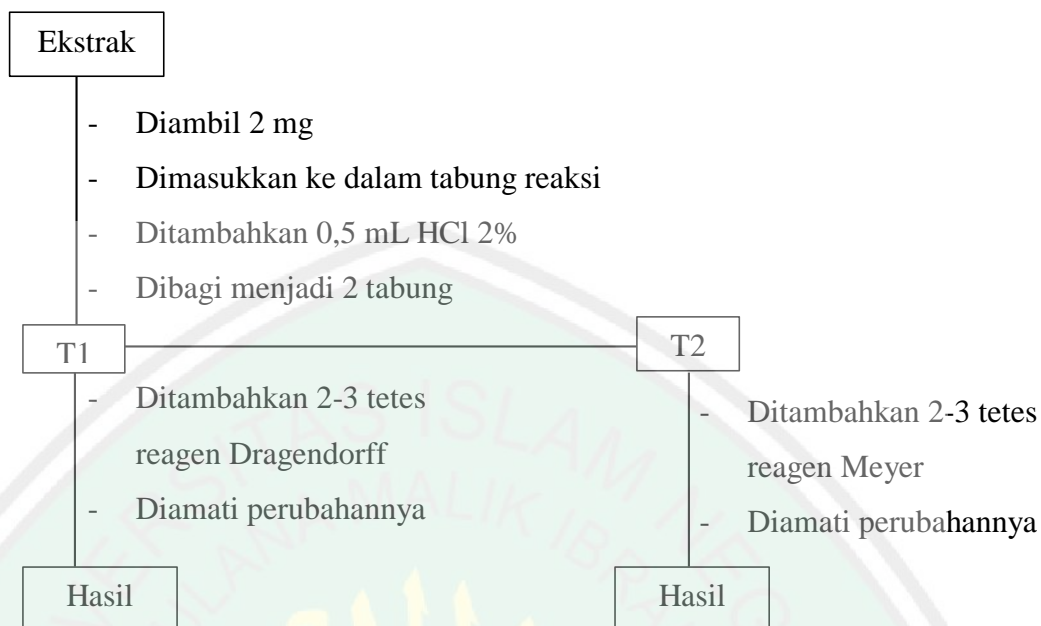 Ekstrak
- Diambil 2 mg
- Dimasukkan ke dalam tabung reaksi
- Ditambahkan 0,5 mL HCl 2%
- Dibagi menjadi 2 tabung
T1
T2
- Ditambahkan 2-3 tetes
reagen Dragendorff
- Diamati perubahannya
- Ditambahkan 2-3 tetes
reagen Meyer
- Diamati perubahannya
Hasil
Hasil